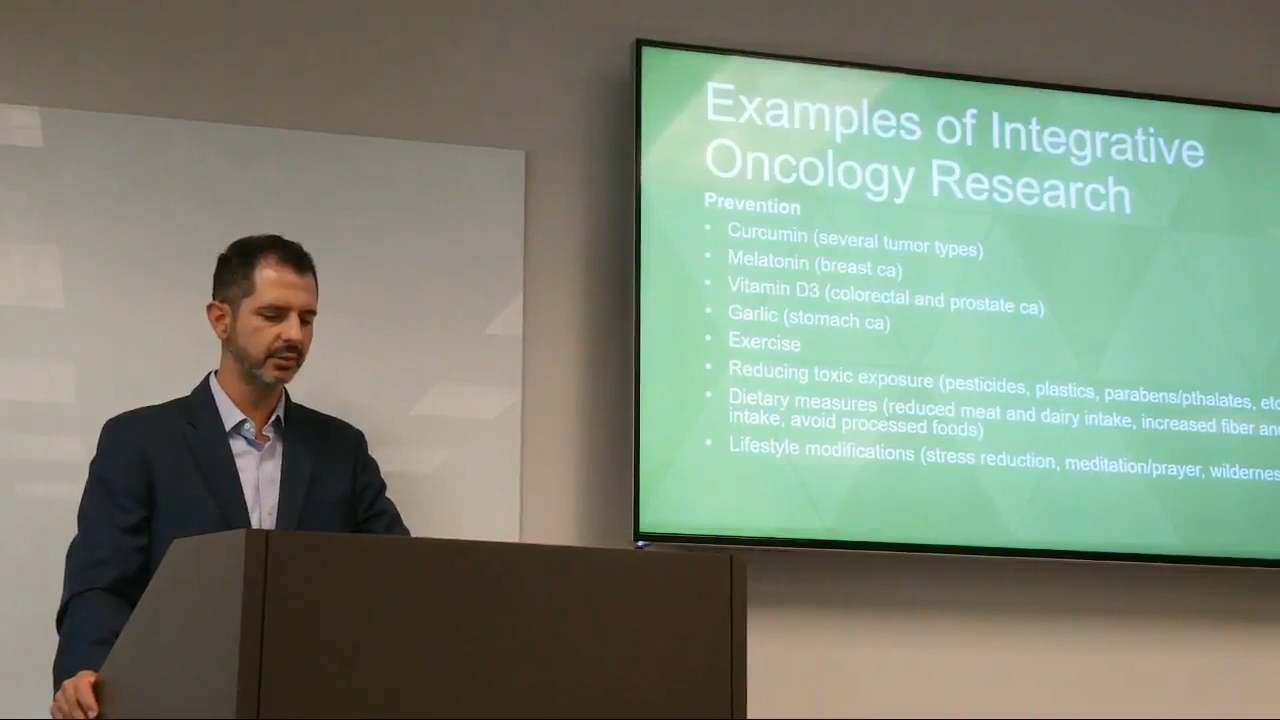 Examples of Integrative
Oncology Research
Prevention
• Curcumin (several tumor types)
• Melatonin (breast ca)
• Vitamin D3 (colorectal and prostate ca)
• Garlic (stomach ca)
• Exercise
• Reducing toxic exposure (pesticides, plastics, parabens/pthalates, etc
• Dietary measures (reduced meat and dairy intake, increased fiber and
intake, avoid processed foods)
• Lifestyle modifications (stress reduction, meditation/prayer,